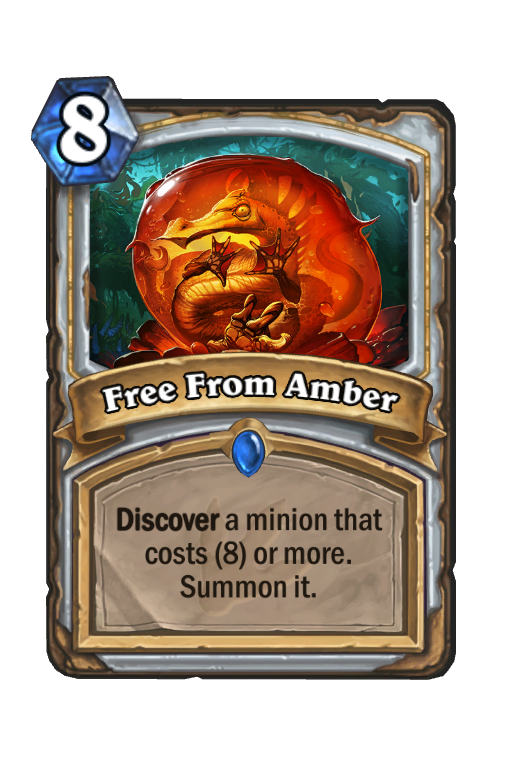 8
Free From Amber
Discover a minion that
costs (8) or more.
Summon it.